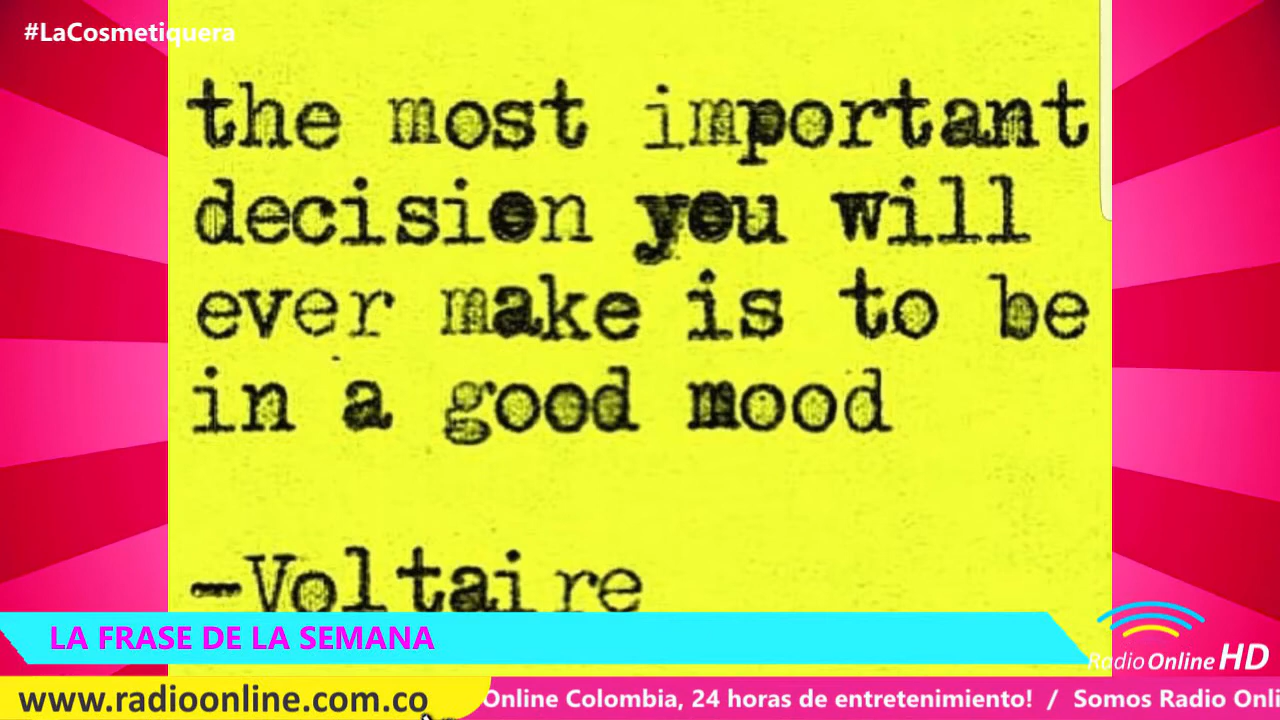 #LaCosmetiquera
the most important
decision you will
ever make is to be
in a good mood
—Voltaire
LA FRASE DE LA SEMANA
Radio Online HD
www.radioonline.com.co
Online Colombia, 24 horas de entretenimiento! / Somos Radio Onli